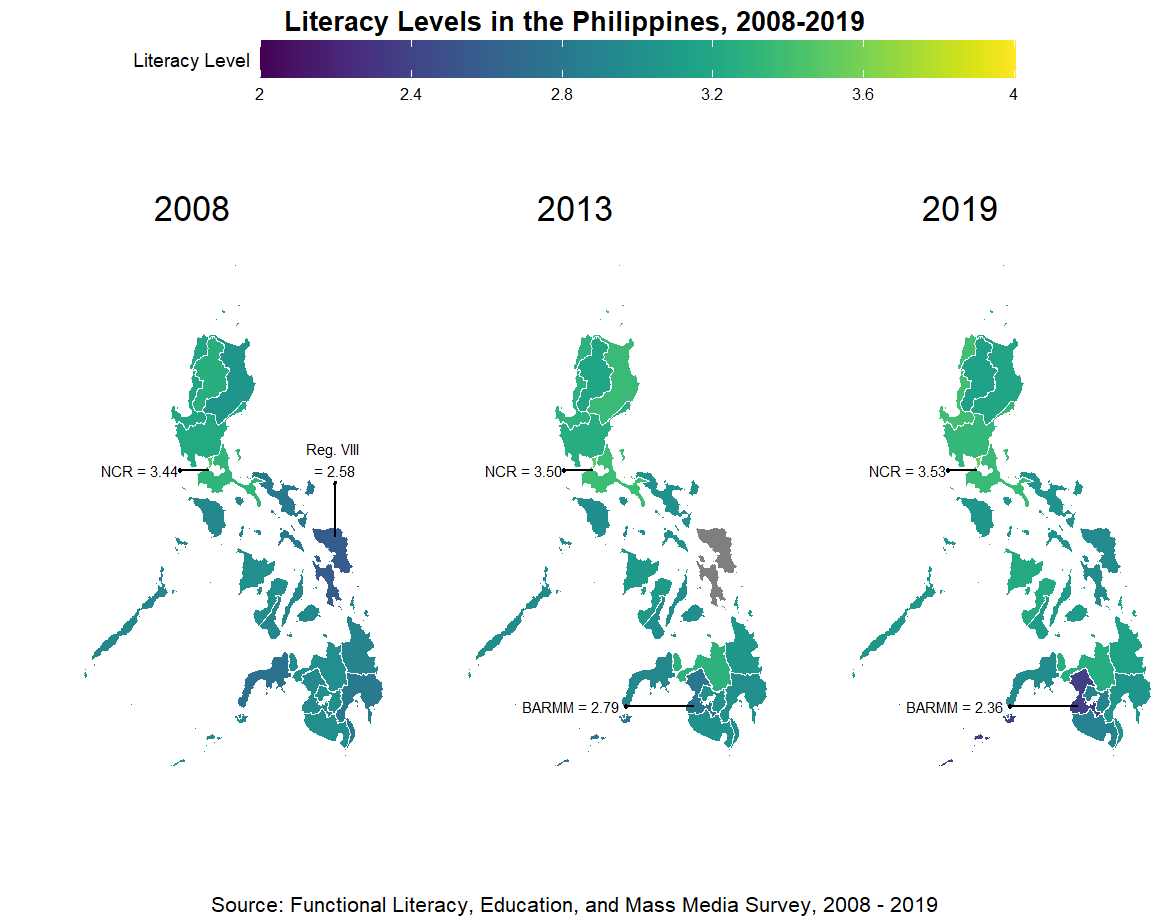 Literacy Levels in the Philippines, 2008-2019
Literacy Level
2 2.4 2.8 3.2 3.6 4
2008 2013 2019
Reg. VIII
= 2.58
NCR = 3.44 NCR = 3.50 NCR = 3.53
BARMM = 2.79 BARMM = 2.36
Source: Functional Literacy, Education, and Mass Media Survey, 2008 - 2019